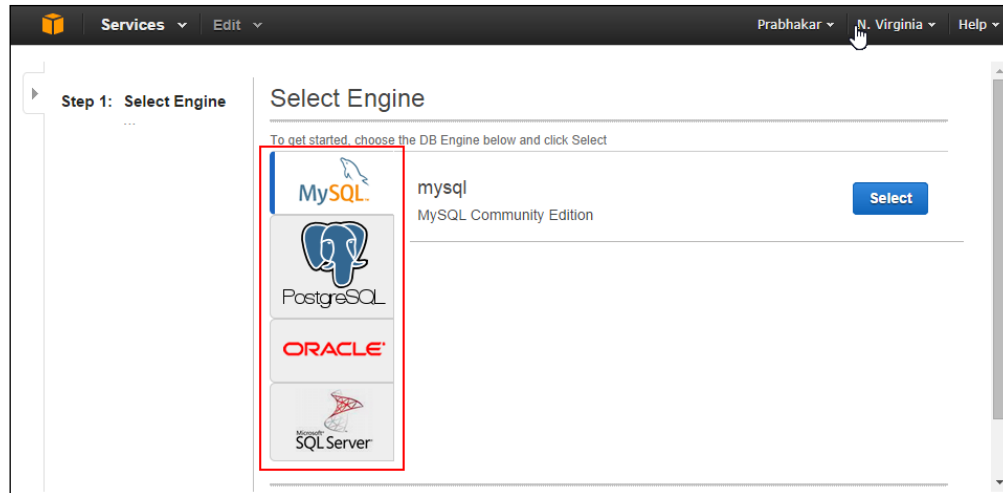 Services Edit Prabhakar N. Virginia Help
Step 1: Select Engine
...
Select Engine
To get started, choose the DB Engine below and click Select
MySQL
mysql
MySQL Community Edition
Select
PostgreSQL
ORACLE
Microsoft
SQL Server